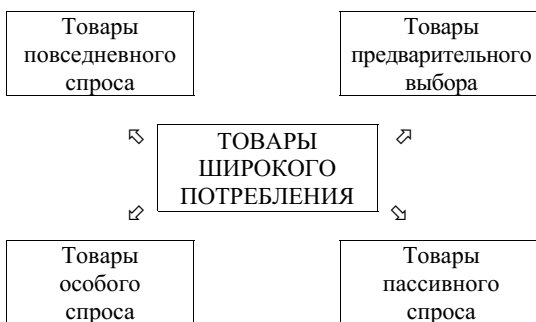 Товары
повседневного
спроса
Товары
предварительного
выбора
ТОВАРЫ
ШИРОКОГО
ПОТРЕБЛЕНИЯ
Товары
особого
спроса
Товары
пассивного
спроса